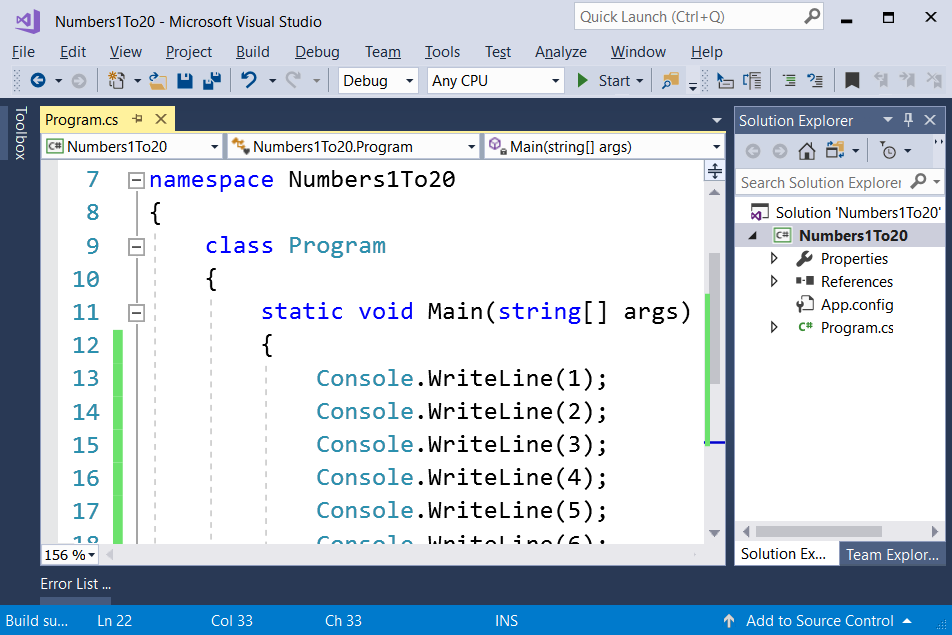 Numbers1To20 - Microsoft Visual Studio
Quick Launch (Ctrl+Q)
File Edit View Project Build Debug Team Tools Test Analyze Window Help
Debug Any CPU Start
Toolbox
Program.cs
Numbers1To20 Numbers1To20.Program Main(string[] args)
7 namespace Numbers1To20
8 {
9 class Program
10 {
11 static void Main(string[] args)
12 {
13 Console.WriteLine(1);
14 Console.WriteLine(2);
15 Console.WriteLine(3);
16 Console.WriteLine(4);
17 Console.WriteLine(5);
18 Console.WriteLine(6);
156 %
Solution Explorer
Search Solution Explorer
Solution 'Numbers1To20'
C# Numbers1To20
Properties
References
App.config
C# Program.cs
Solution Ex... Team Explor...
Error List ...
Build su... Ln 22 Col 33 Ch 33 INS Add to Source Control